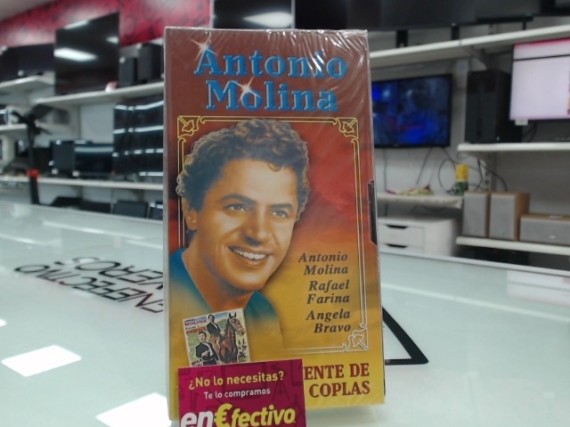 Antonio
Molina
Antonio
Molina
Rafael
Farina
Angela
Bravo
ENTE DE
COPLAS
¿No lo necesitas?
Te lo compramos
en€fectivo